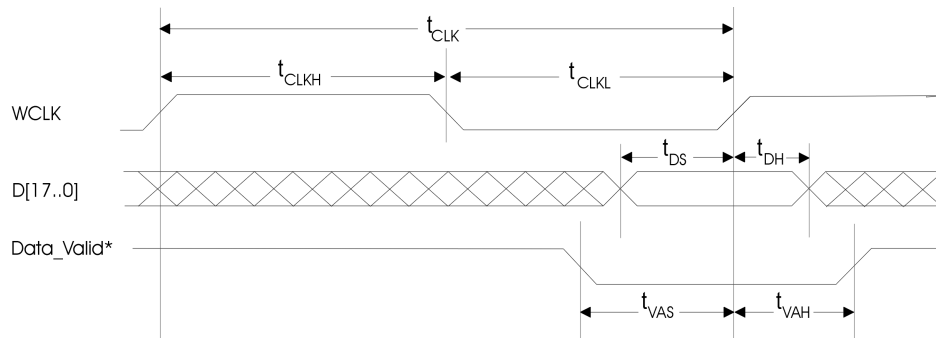 tCLK
tCLKH
tCLKL
WCLK
tDS
tDH
D[17..0]
Data_Valid*
tVAS
tVAH